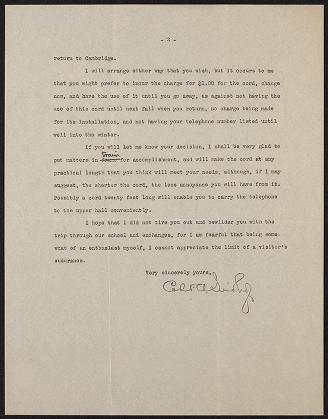 - 2 -
return to Cambridge.
I will arrange either way that you wish, but it occurs to me
that you might prefer to incur the charge for $1.00 for the cord, change
now, and have the use of it until you go away, as against not having the
use of this cord until next fall when you return, no charge being made
for its installation, and not having your telephone number listed until
well into the winter.
If you will let me know your decision, I shall be very glad to
put matters in train for accomplishment, and will make the cord at any
practical length that you think will meet your needs, although, if I may
suggest, the shorter the cord, the less annoyance you will have from it.
Possibly a cord twenty feet long will enable you to carry the telephone
to the upper hall conveniently.
I hope that I did not tire you out and bewilder you with the
trip through our school and exchanges, for I am fearful that being some-
what of an enthusiast myself, I cannot appreciate the limit of a visitor's
endurance.
Very sincerely yours,